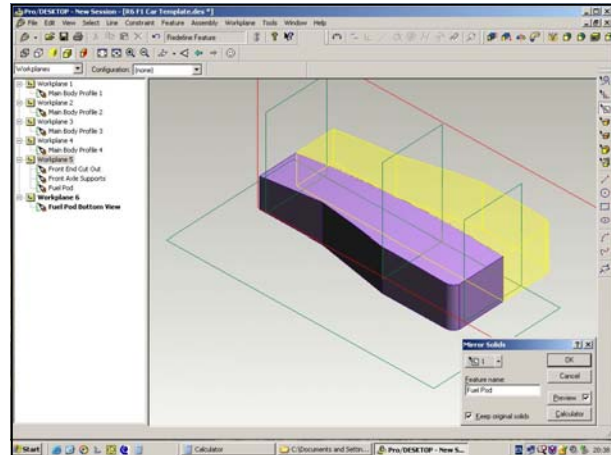 Pro/DESKTOP - New Session - [R6 F1 Car Template.des *]
File Edit View Select Line Constraint Feature Assembly Workplane Tools Window Help
Redefine Feature
Workplanes Configuration: (none)
Workplane 1
Main Body Profile 1
Workplane 2
Main Body Profile 2
Workplane 3
Main Body Profile 3
Workplane 4
Main Body Profile 4
Workplane 5
Front End Cut Out
Front Axle Supports
Fuel Pod
Workplane 6
Fuel Pod Bottom View
Mirror Solids
1
OK
Cancel
Feature name:
Fuel Pod
Preview
Keep original solids
Calculator
Start
Calculator
C:\Documents and Settin...
Pro/DESKTOP - New S...